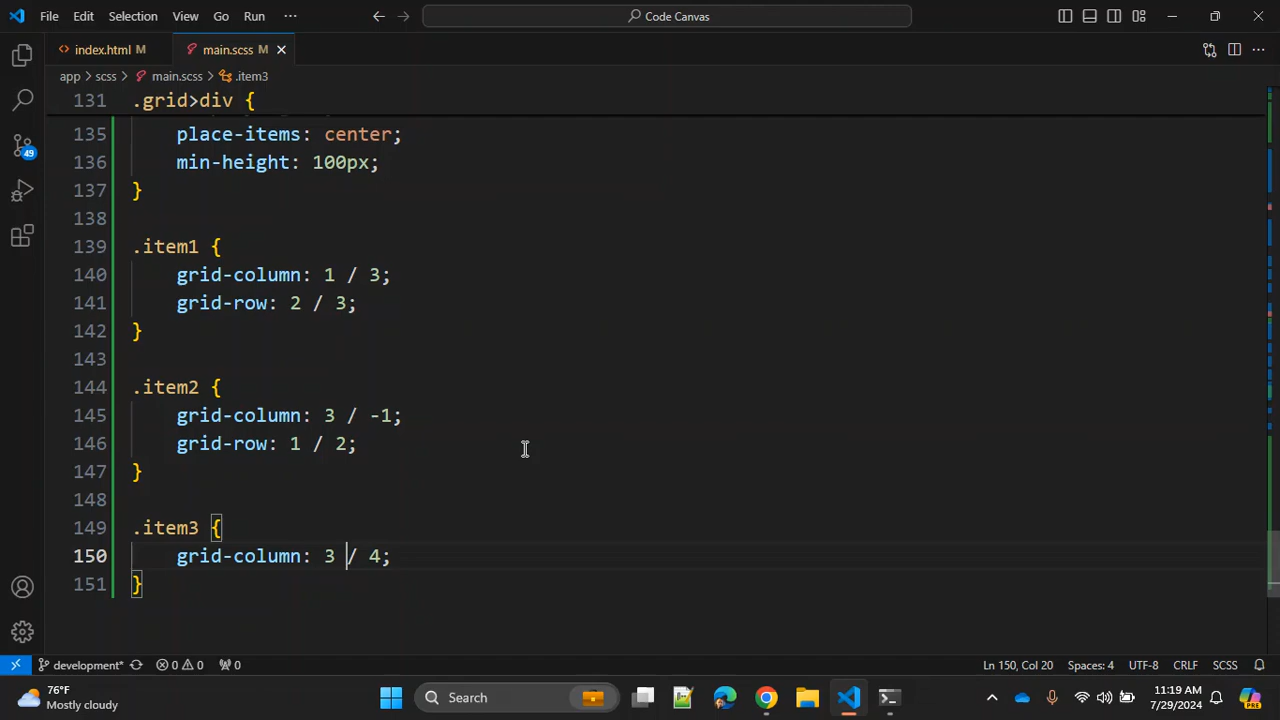 File Edit Selection View Go Run ··· Code Canvas
index.html M main.scss M
app > scss > main.scss > .item3
131 .grid>div {
135 place-items: center;
136 min-height: 100px;
137 }
138
139 .item1 {
140 grid-column: 1 / 3;
141 grid-row: 2 / 3;
142 }
143
144 .item2 {
145 grid-column: 3 / -1;
146 grid-row: 1 / 2;
147 }
148
149 .item3 {
150 grid-column: 3 / 4;
151 }
49
development* 0 0 0 Ln 150, Col 20 Spaces: 4 UTF-8 CRLF SCSS
76°F
Mostly cloudy
Search
11:19 AM
7/29/2024
PRE